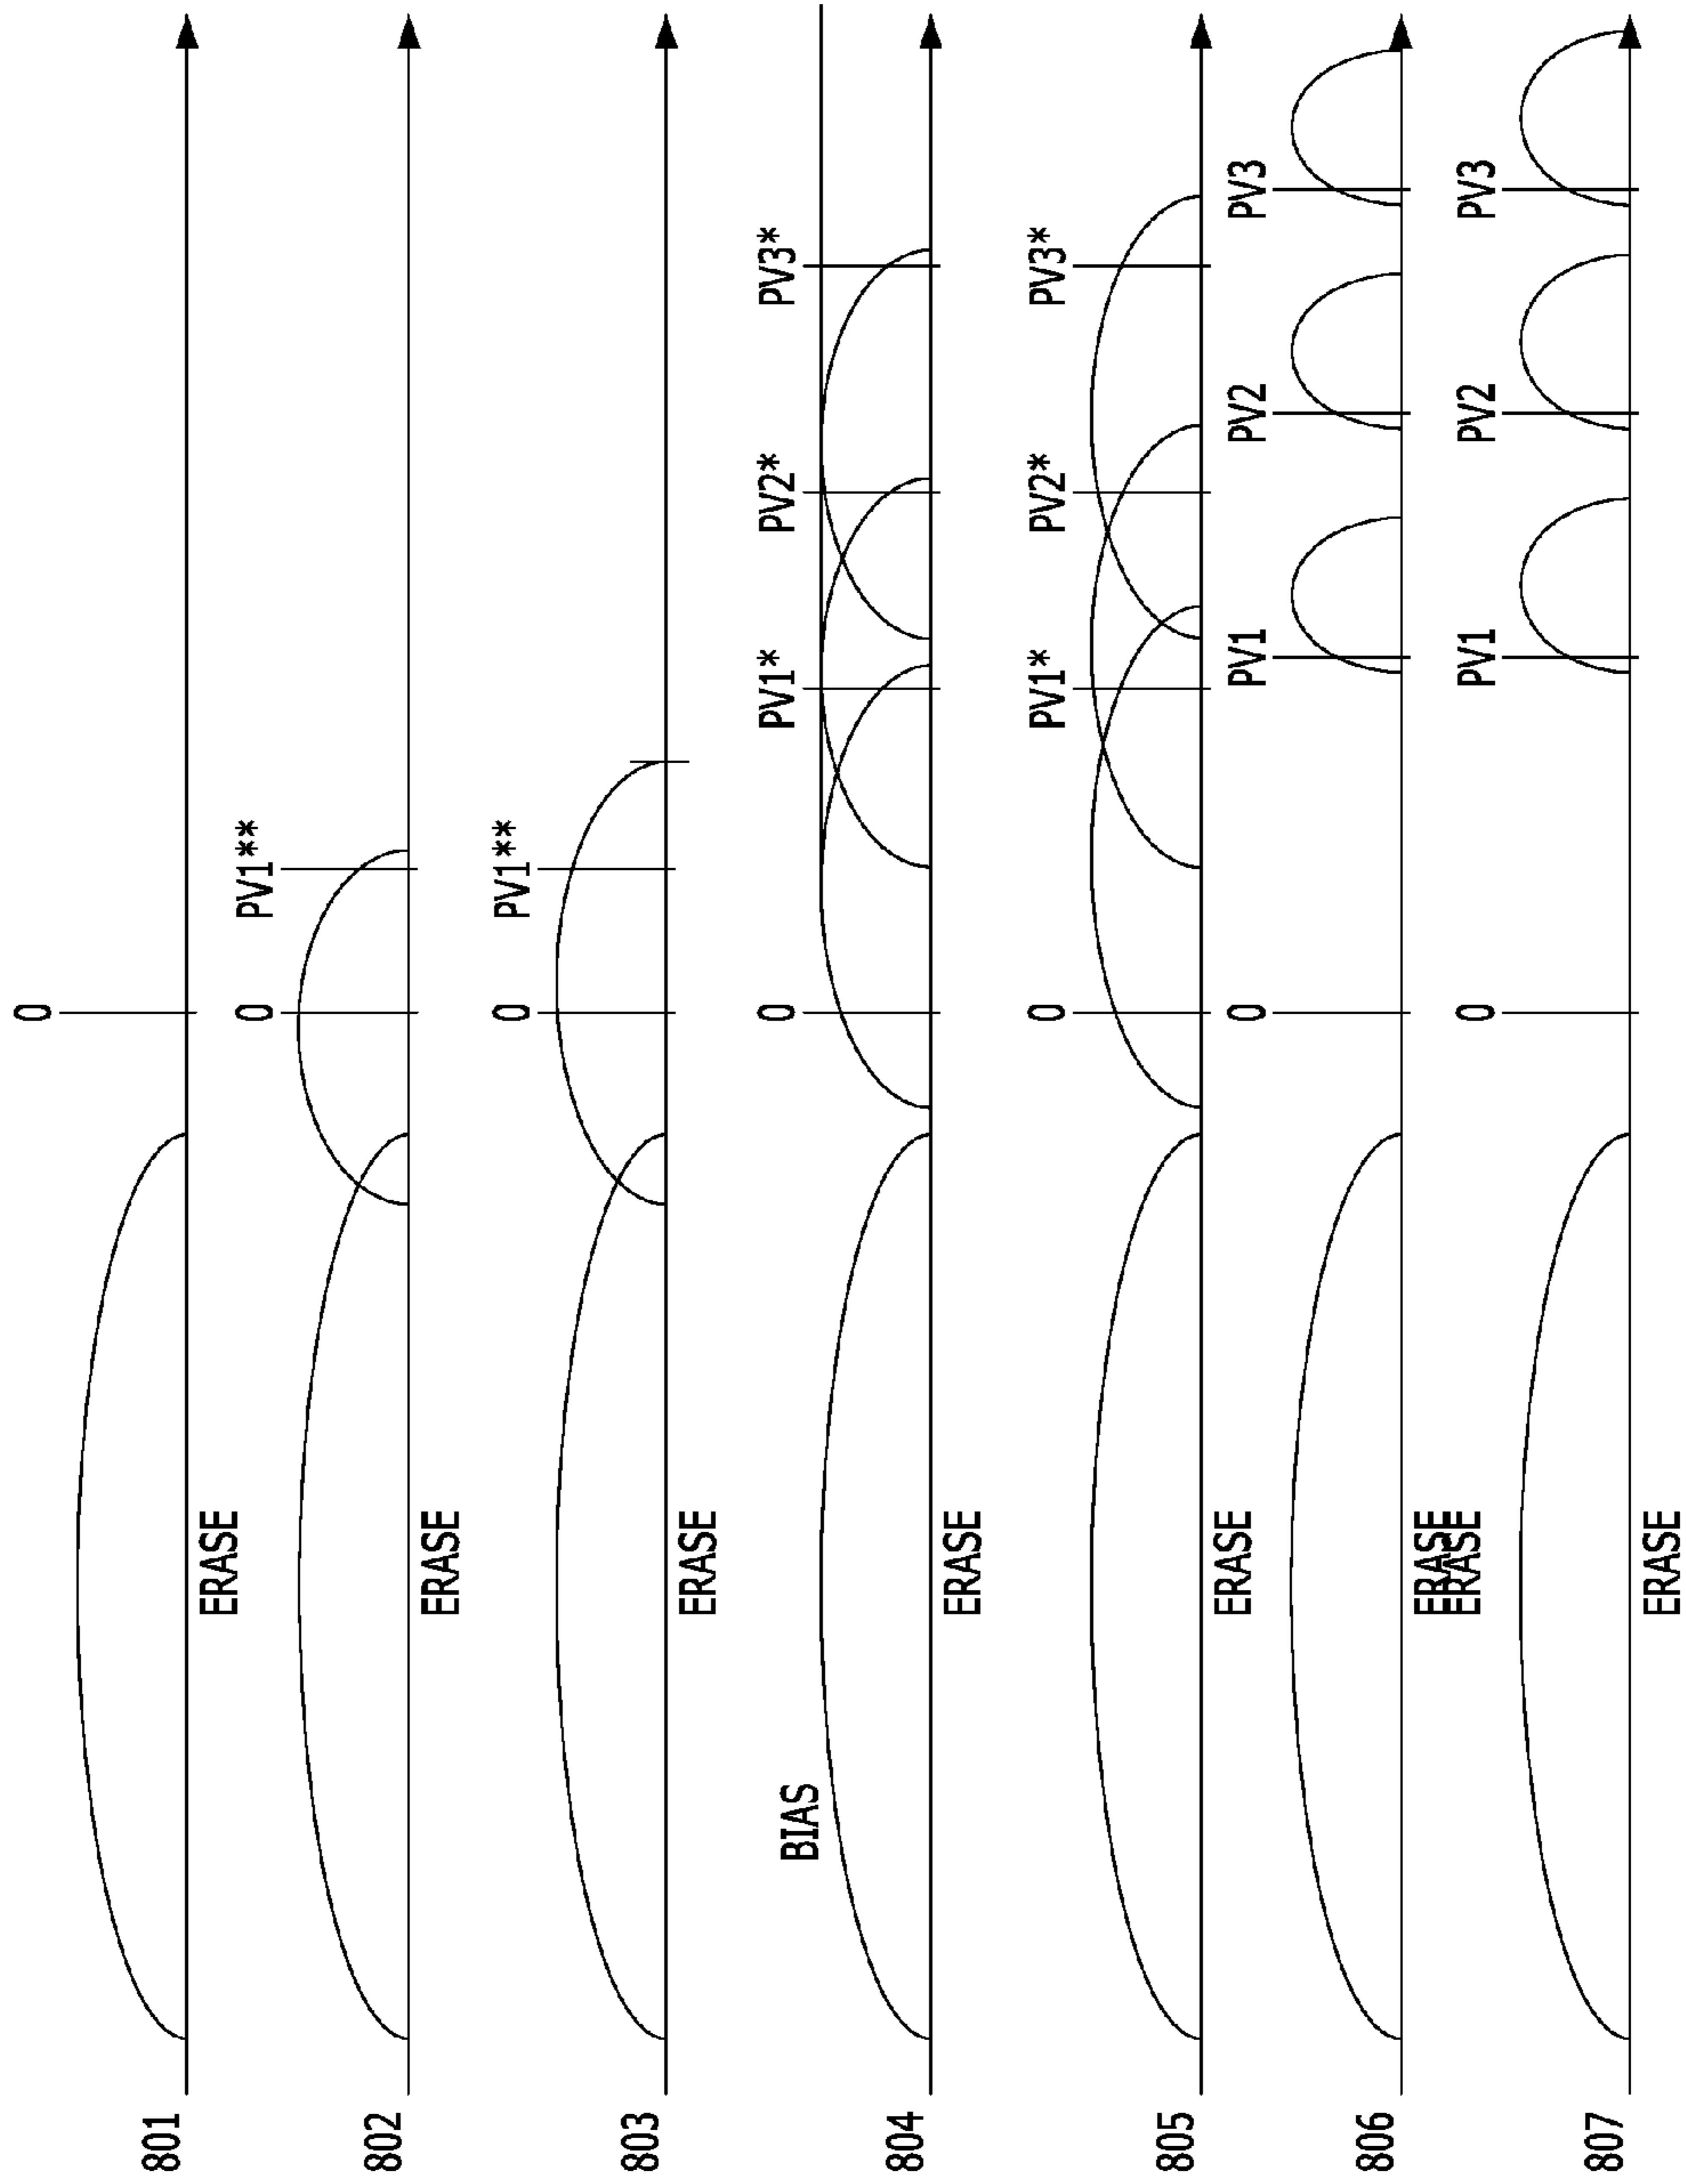 0
801
ERASE
0 PV1**
802
ERASE
0 PV1**
803
ERASE
BIAS
0 PV1* PV2* PV3*
804
ERASE
0 PV1* PV2* PV3*
805
ERASE
0 PV1 PV2 PV3
806
ERASE
ERASE
0 PV1 PV2 PV3
807
ERASE